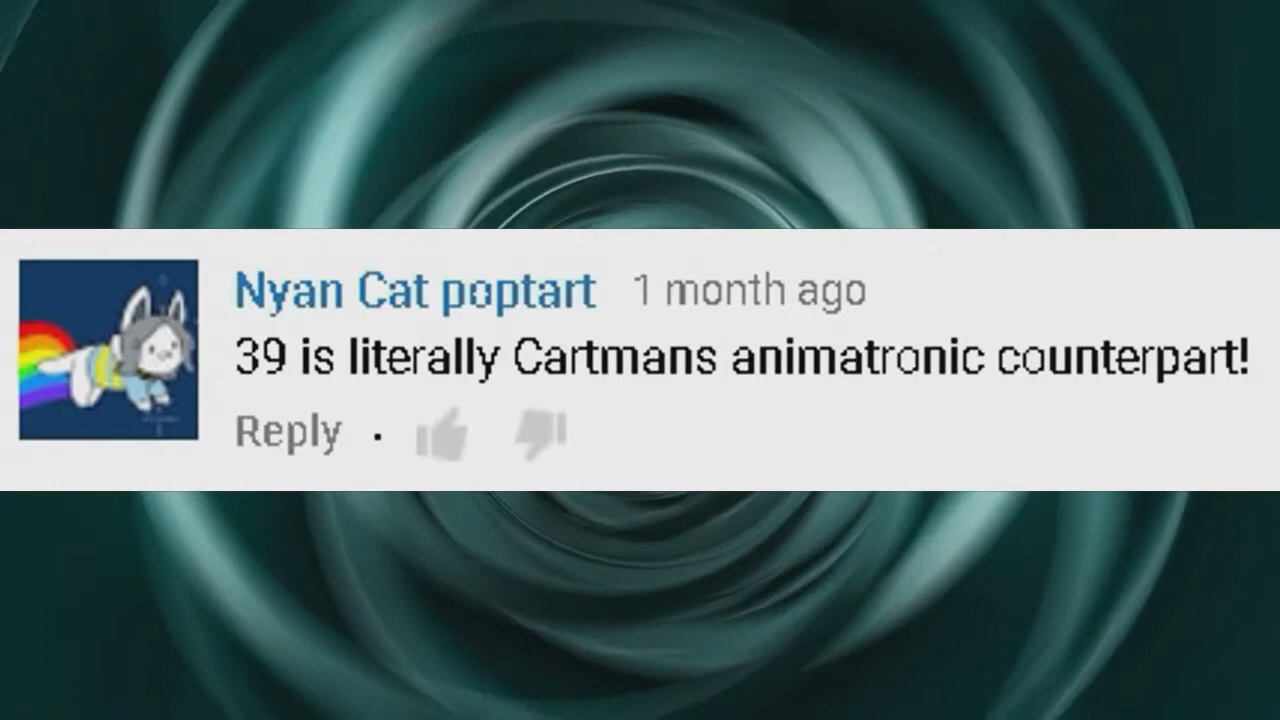 Nyan Cat poptart 1 month ago
39 is literally Cartmans animatronic counterpart!
Reply ·